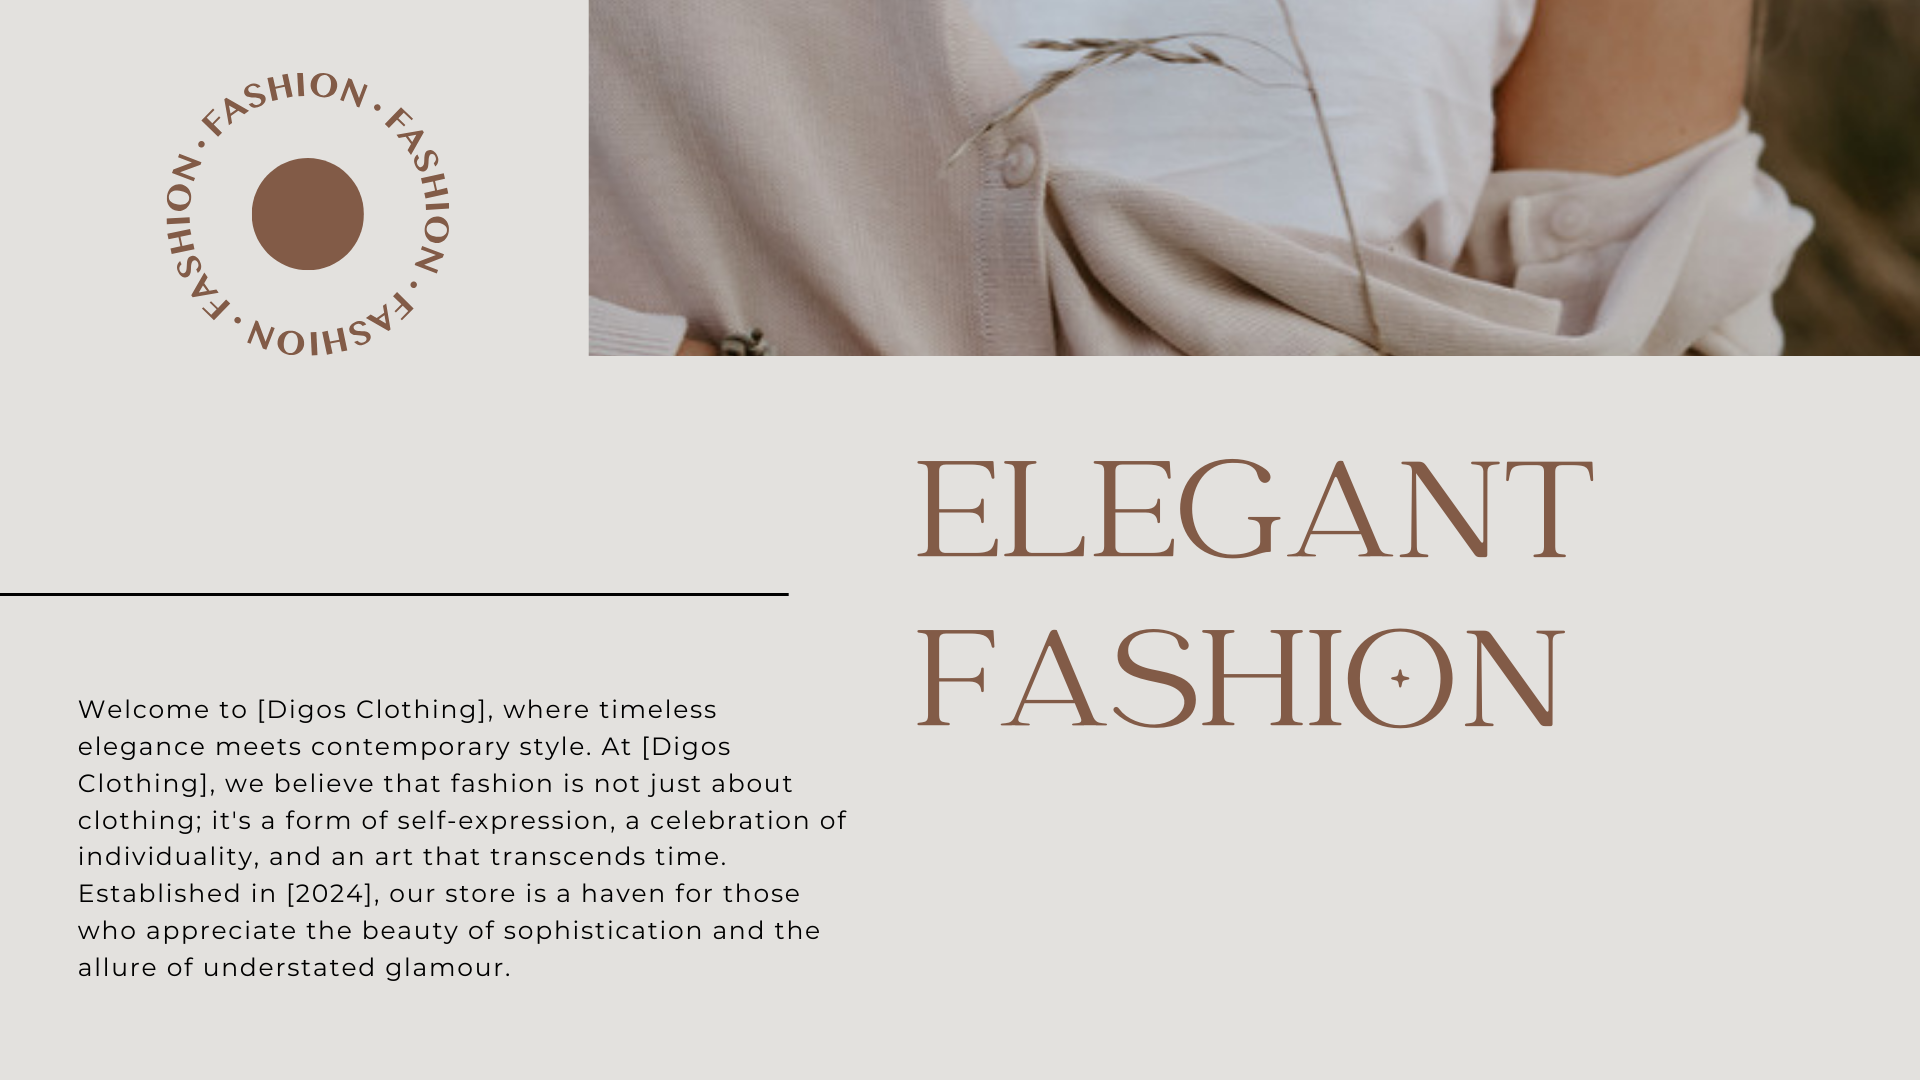 FASHION · FASHION · FASHION · FASHION ·
ELEGANT
FASHION
Welcome to [Digos Clothing], where timeless
elegance meets contemporary style. At [Digos
Clothing], we believe that fashion is not just about
clothing; it's a form of self-expression, a celebration of
individuality, and an art that transcends time.
Established in [2024], our store is a haven for those
who appreciate the beauty of sophistication and the
allure of understated glamour.